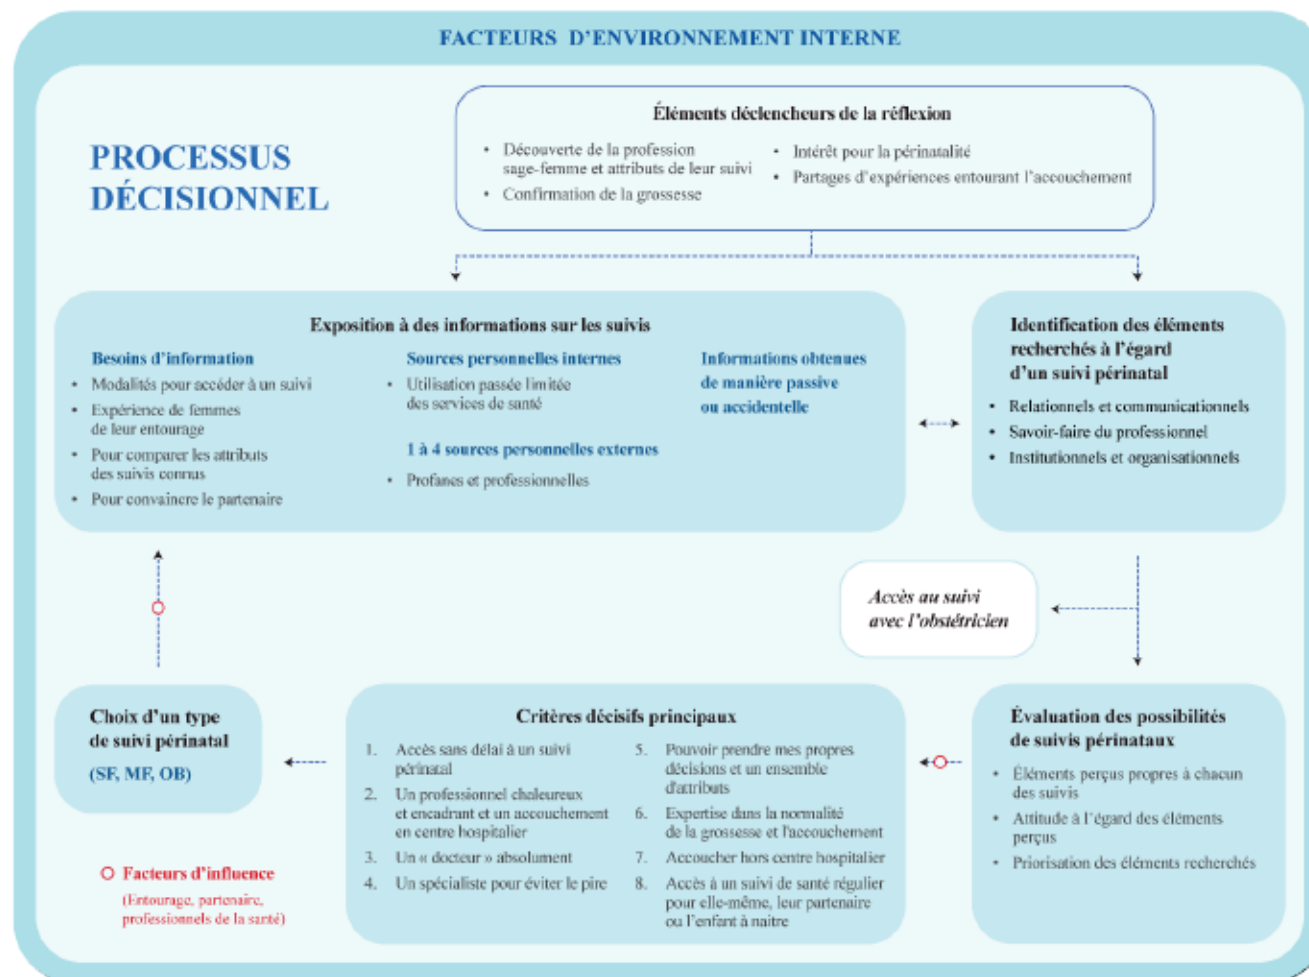 FACTEURS D'ENVIRONNEMENT INTERNE
PROCESSUS
DÉCISIONNEL
Éléments déclencheurs de la réflexion
• Découverte de la profession
sage-femme et attributs de leur suivi
• Confirmation de la grossesse
• Intérêt pour la périnatalité
• Partages d'expériences entourant l'accouchement
Exposition à des informations sur les suivis
Besoins d'information
• Modalités pour accéder à un suivi
• Expérience de femmes
de leur entourage
• Pour comparer les attributs
des suivis connus
• Pour convaincre le partenaire
Sources personnelles internes
• Utilisation passée limitée
des services de santé
1 à 4 sources personnelles externes
• Profanes et professionnelles
Informations obtenues
de manière passive
ou accidentelle
Identification des éléments
recherchés à l'égard
d'un suivi périnatal
• Relationnels et communicationnels
• Savoir-faire du professionnel
• Institutionnels et organisationnels
Accès au suivi
avec l'obstétricien
Choix d'un type
de suivi périnatal
(SF, MF, OB)
Critères décisifs principaux
1. Accès sans délai à un suivi
périnatal
2. Un professionnel chaleureux
et encadrant et un accouchement
en centre hospitalier
3. Un « docteur » absolument
4. Un spécialiste pour éviter le pire
5. Pouvoir prendre mes propres
décisions et un ensemble
d'attributs
6. Expertise dans la normalité
de la grossesse et l'accouchement
7. Accoucher hors centre hospitalier
8. Accès à un suivi de santé régulier
pour elle-même, leur partenaire
ou l'enfant à naitre
Évaluation des possibilités
de suivis périnataux
• Éléments perçus propres à chacun
des suivis
• Attitude à l'égard des éléments
perçus
• Priorisation des éléments recherchés
Facteurs d'influence
(Entourage, partenaire,
professionnels de la santé)